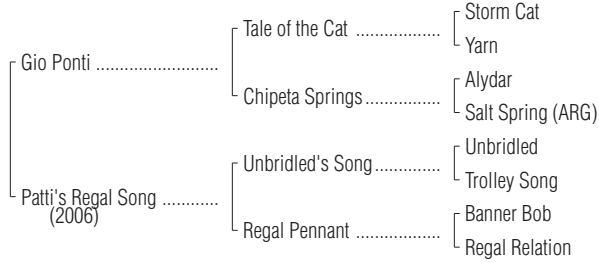 Storm Cat
Tale of the Cat ..................
Yarn
Gio Ponti ..........................
Alydar
Chipeta Springs................
Salt Spring (ARG)
Unbridled
Unbridled's Song..............
Trolley Song
Patti's Regal Song ............
(2006)
Banner Bob
Regal Pennant ..................
Regal Relation